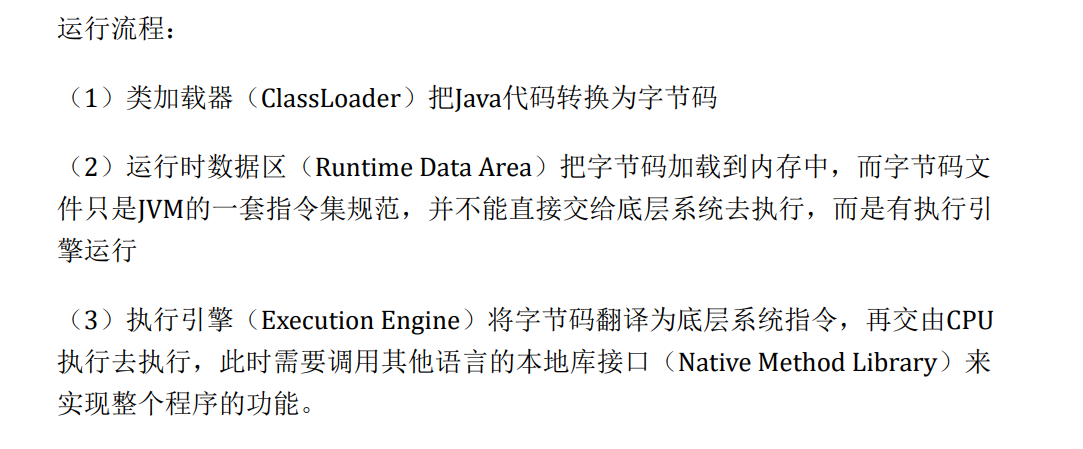 运行流程：
（1）类加载器（ClassLoader）把Java代码转换为字节码
（2）运行时数据区（Runtime Data Area）把字节码加载到内存中，而字节码文
件只是JVM的一套指令集规范，并不能直接交给底层系统去执行，而是有执行引
擎运行
（3）执行引擎（Execution Engine）将字节码翻译为底层系统指令，再交由CPU
执行去执行，此时需要调用其他语言的本地库接口（Native Method Library）来
实现整个程序的功能。